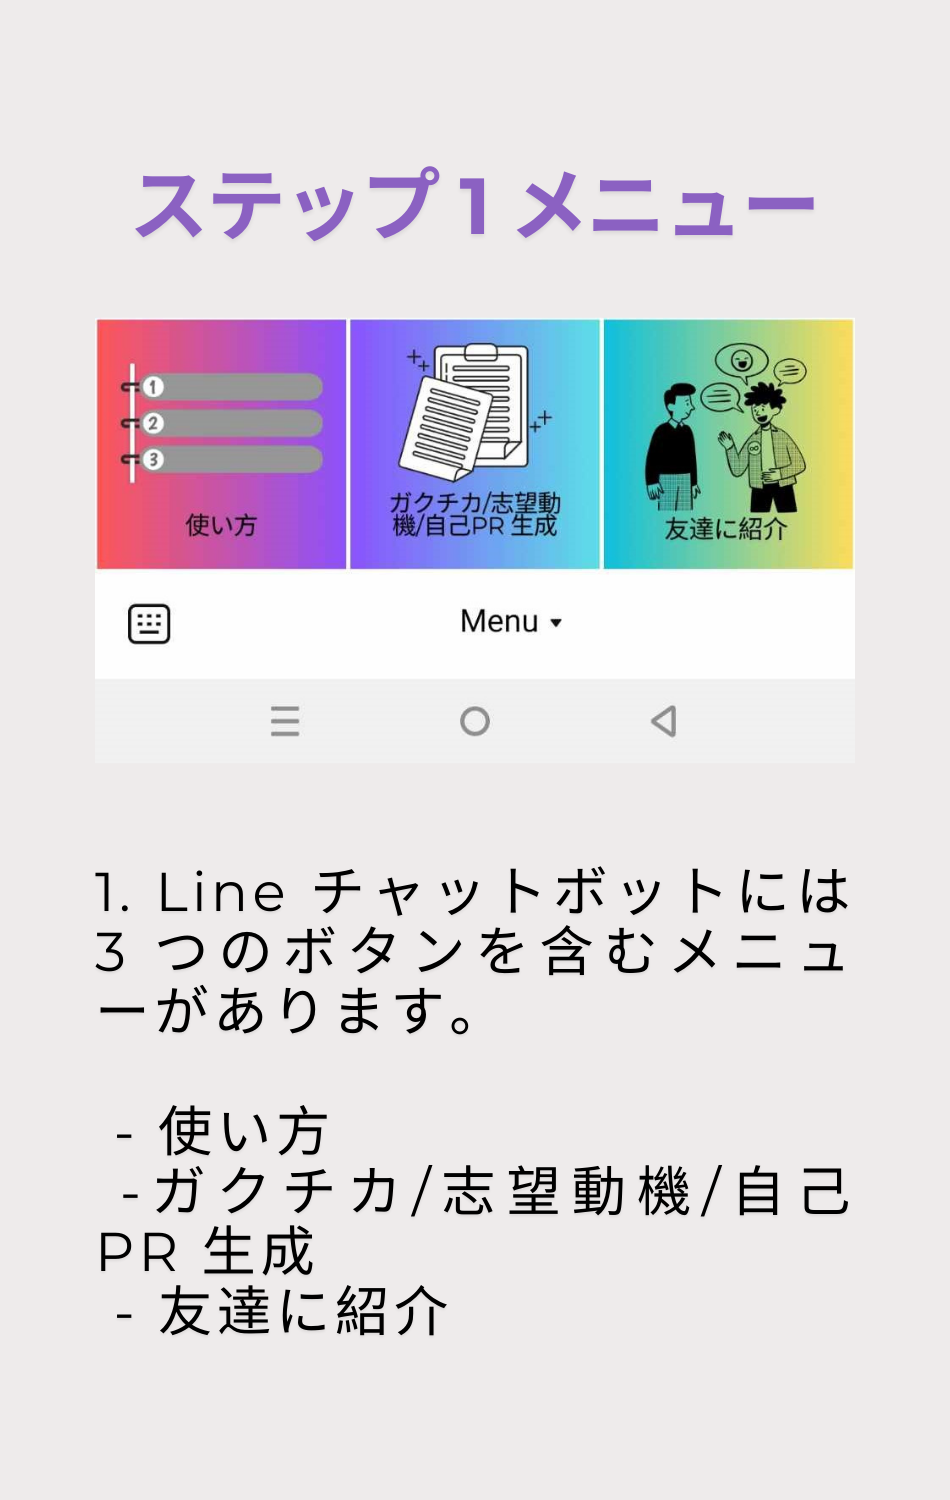 ステップ1メニュー
1
2
3
使い方
ガクチカ/志望動
機/自己PR 生成
友達に紹介
Menu
1. Line チャットボットには
3 つのボタンを含むメニュ
ーがあります。
- 使い方
-ガクチカ/志望動機/自己
PR 生成
- 友達に紹介